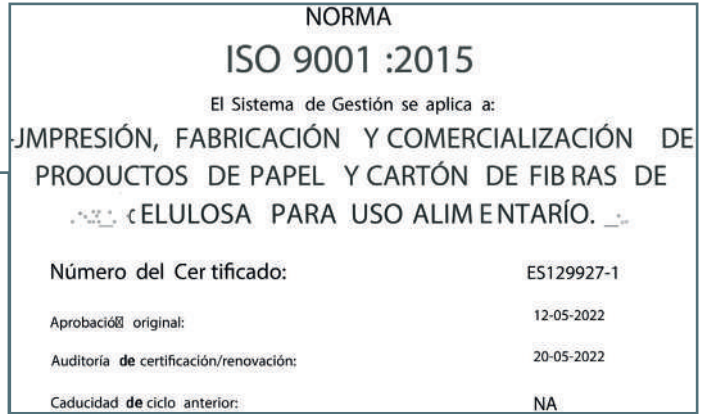 NORMA
ISO 9001 :2015
El Sistema de Gestión se aplica a:
-JMPRESIÓN, FABRICACIÓN Y COMERCIALIZACIÓN DE
PROOUCTOS DE PAPEL Y CARTÓN DE FIB RAS DE
cELULOSA PARA USO ALIM E NTARÍO.
Número del Cer tificado: ES129927-1
Aprobació original: 12-05-2022
Auditoría de certificación/renovación: 20-05-2022
Caducidad de ciclo anterior: NA